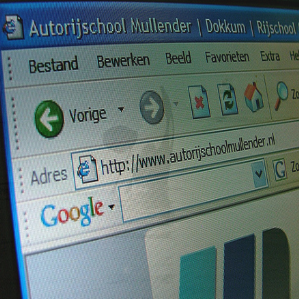 Autorijschool Mullender | Dokkum | Rijschool
Bestand Bewerken Beeld Favorieten Extra
Vorige
Adres http://www.autorijschoolmullender.nl
Google